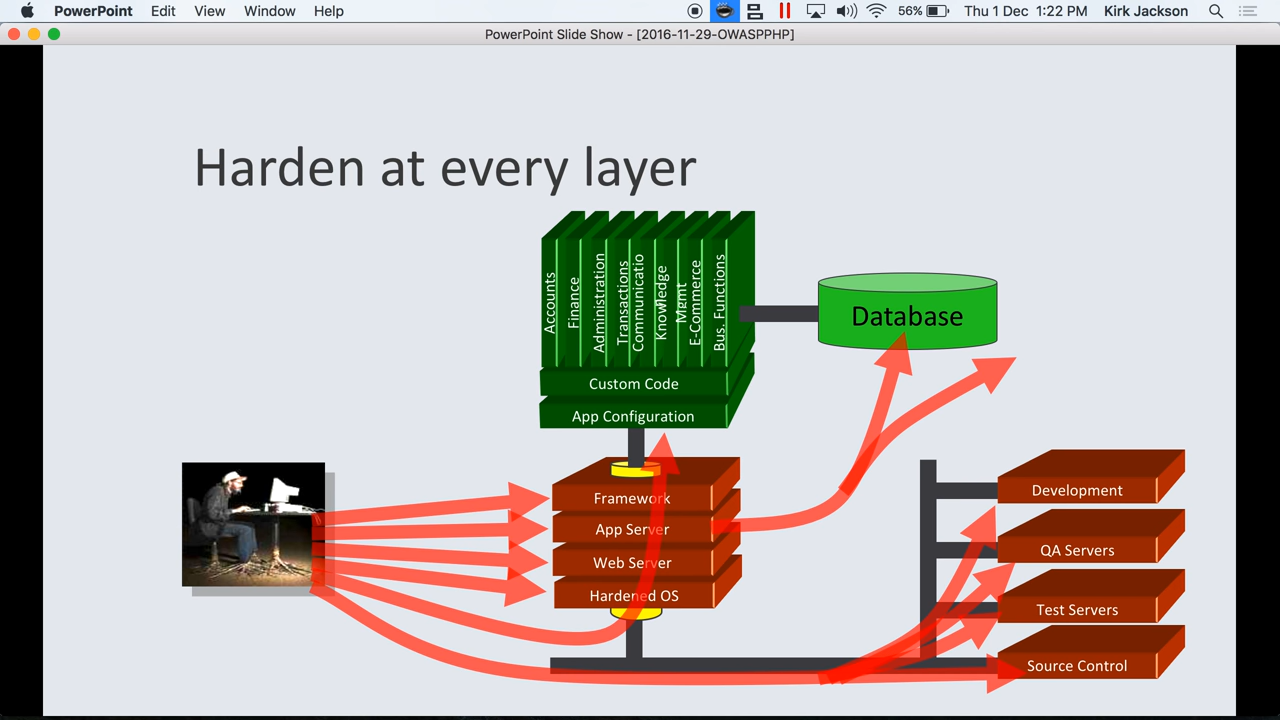 PowerPoint Edit View Window Help 56% Thu 1 Dec 1:22 PM Kirk Jackson
PowerPoint Slide Show - [2016-11-29-OWASPPHP]
Harden at every layer
Accounts
Finance
Administration
Transactions
Communicatio
Knowledge
Mgmt
E-Commerce
Bus. Functions
Database
Custom Code
App Configuration
Framework
App Server
Web Server
Hardened OS
Development
QA Servers
Test Servers
Source Control